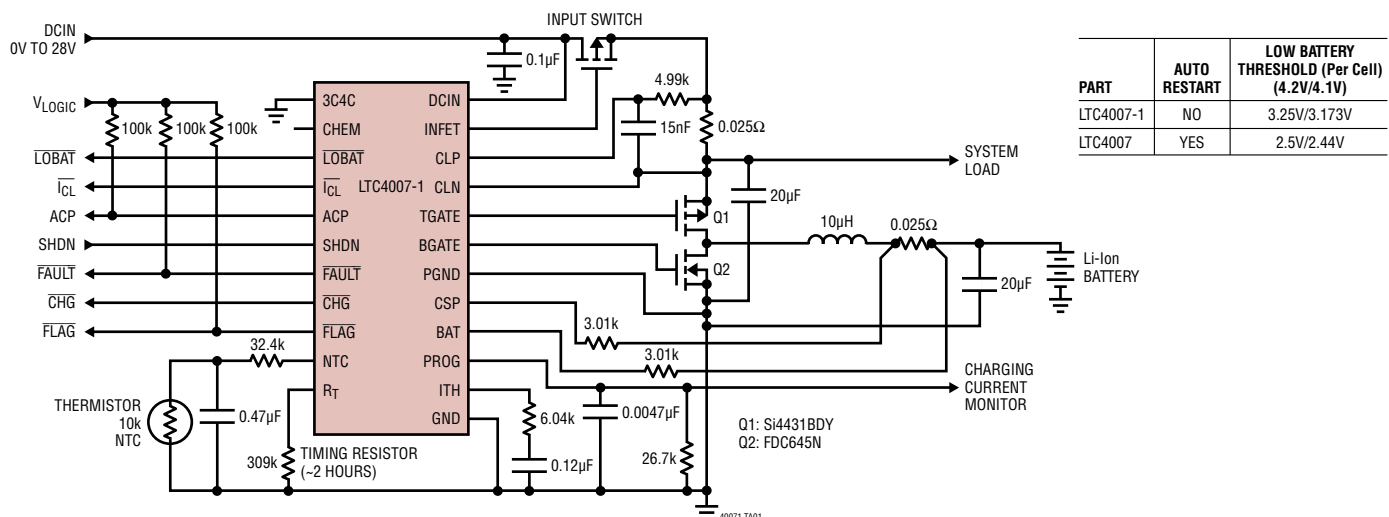 DCIN
0V TO 28V
INPUT SWITCH
0.1µF
4.99k
15nF
0.025Ω
VLOGIC
100k
100k
100k
LOBAT
ICL
ACP
SHDN
FAULT
CHG
FLAG
3C4C
CHEM
LOBAT
ICL
ACP
SHDN
FAULT
CHG
FLAG
NTC
RT
LTC4007-1
DCIN
INFET
CLP
CLN
TGATE
BGATE
PGND
CSP
BAT
PROG
ITH
GND
SYSTEM
LOAD
20µF
Q1
Q2
10µH
0.025Ω
20µF
Li-Ion
BATTERY
3.01k
3.01k
CHARGING
CURRENT
MONITOR
32.4k
THERMISTOR
10k
NTC
0.47µF
309k
TIMING RESISTOR
(~2 HOURS)
6.04k
0.12µF
0.0047µF
26.7k
Q1: Si4431BDY
Q2: FDC645N
40071 TA01
PART
AUTO
RESTART
LOW BATTERY
THRESHOLD (Per Cell)
(4.2V/4.1V)
LTC4007-1 NO 3.25V/3.173V
LTC4007 YES 2.5V/2.44V